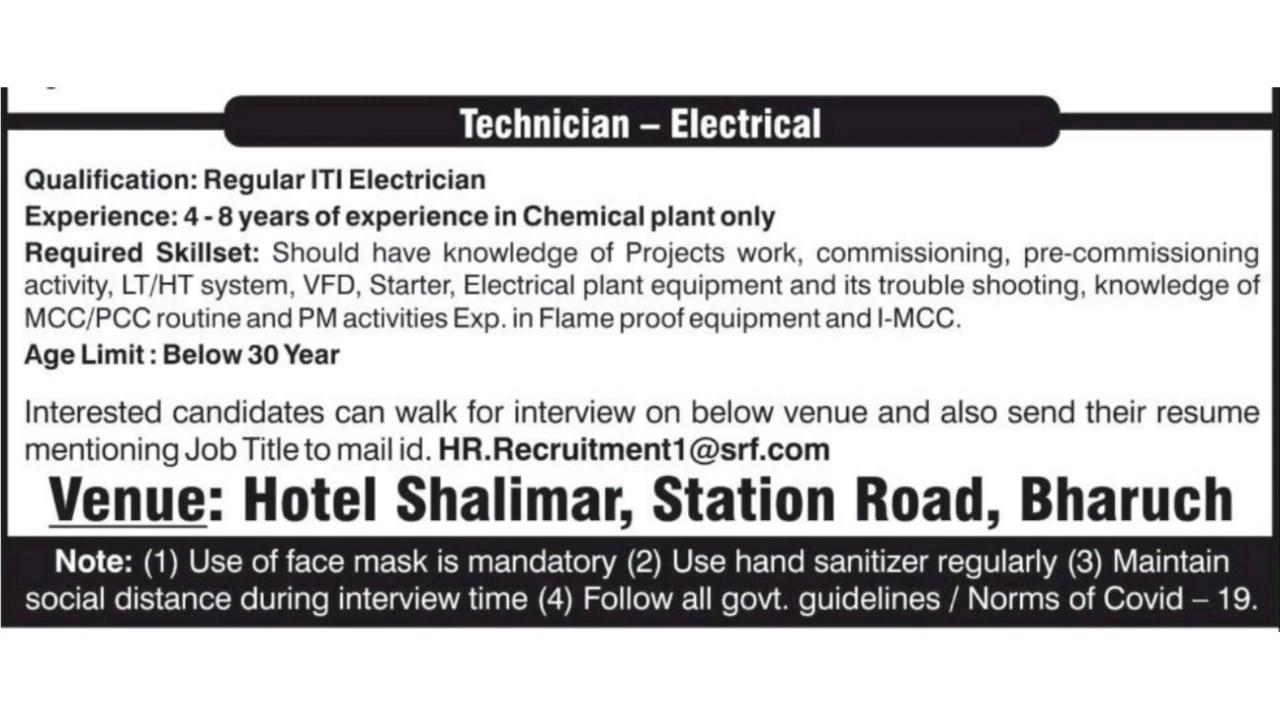 Technician – Electrical
Qualification: Regular ITI Electrician
Experience: 4 - 8 years of experience in Chemical plant only
Required Skillset: Should have knowledge of Projects work, commissioning, pre-commissioning
activity, LT/HT system, VFD, Starter, Electrical plant equipment and its trouble shooting, knowledge of
MCC/PCC routine and PM activities Exp. in Flame proof equipment and I-MCC.
Age Limit : Below 30 Year
Interested candidates can walk for interview on below venue and also send their resume
mentioning Job Title to mail id. HR.Recruitment1@srf.com
Venue: Hotel Shalimar, Station Road, Bharuch
Note: (1) Use of face mask is mandatory (2) Use hand sanitizer regularly (3) Maintain
social distance during interview time (4) Follow all govt. guidelines / Norms of Covid – 19.